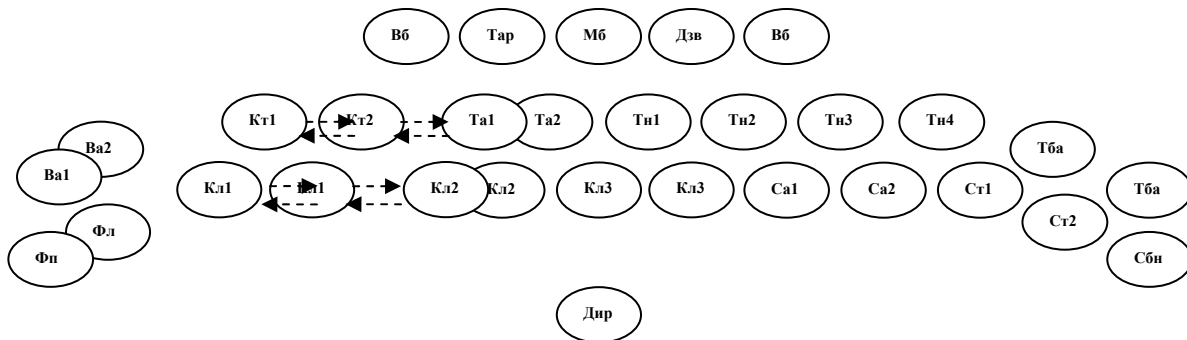 Вб Тар Мб Дзв Вб
Кт1 Кт2 Та1 Та2 Тн1 Тн2 Тн3 Тн4
Ва2 Тба
Ва1 Кл1 Кл1 Кл2 Кл2 Кл3 Кл3 Са1 Са2 Ст1 Тба
Фл Ст2
Фп Сбн
Дир